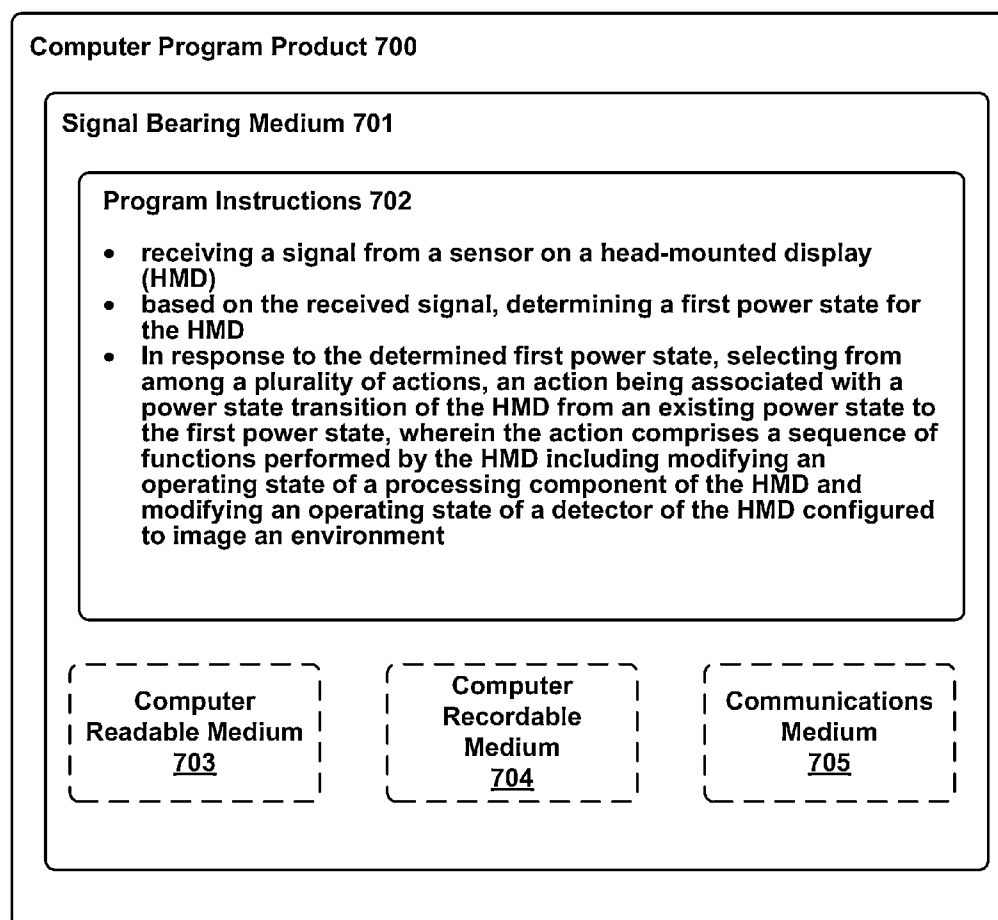 Computer Program Product 700
Signal Bearing Medium 701
Program Instructions 702
• receiving a signal from a sensor on a head-mounted display
(HMD)
• based on the received signal, determining a first power state for
the HMD
• In response to the determined first power state, selecting from
among a plurality of actions, an action being associated with a
power state transition of the HMD from an existing power state to
the first power state, wherein the action comprises a sequence of
functions performed by the HMD including modifying an
operating state of a processing component of the HMD and
modifying an operating state of a detector of the HMD configured
to image an environment
Computer
Readable Medium
703
Computer
Recordable
Medium
704
Communications
Medium
705